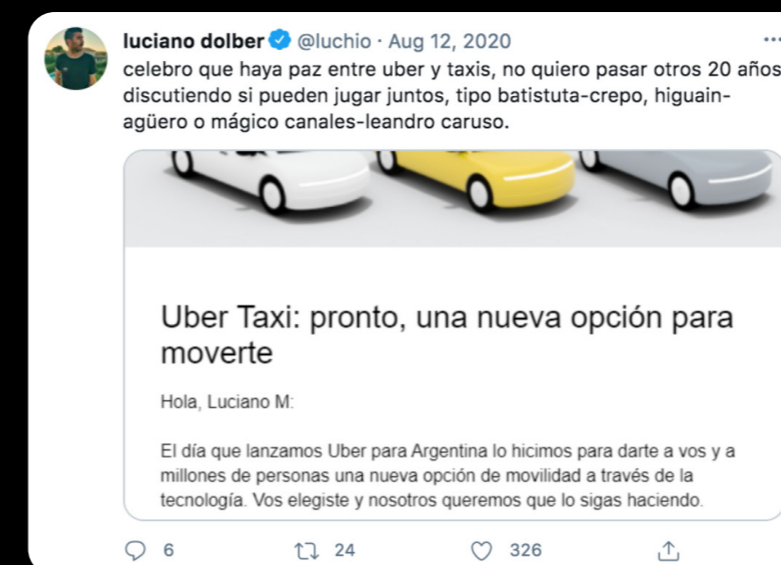 luciano dolber @luchio · Aug 12, 2020
celebro que haya paz entre uber y taxis, no quiero pasar otros 20 años
discutiendo si pueden jugar juntos, tipo batistuta-crepo, higuain-
agüero o mágico canales-leandro caruso.
Uber Taxi: pronto, una nueva opción para
moverte
Hola, Luciano M:
El día que lanzamos Uber para Argentina lo hicimos para darte a vos y a
millones de personas una nueva opción de movilidad a través de la
tecnología. Vos elegiste y nosotros queremos que lo sigas haciendo.
6 24 326